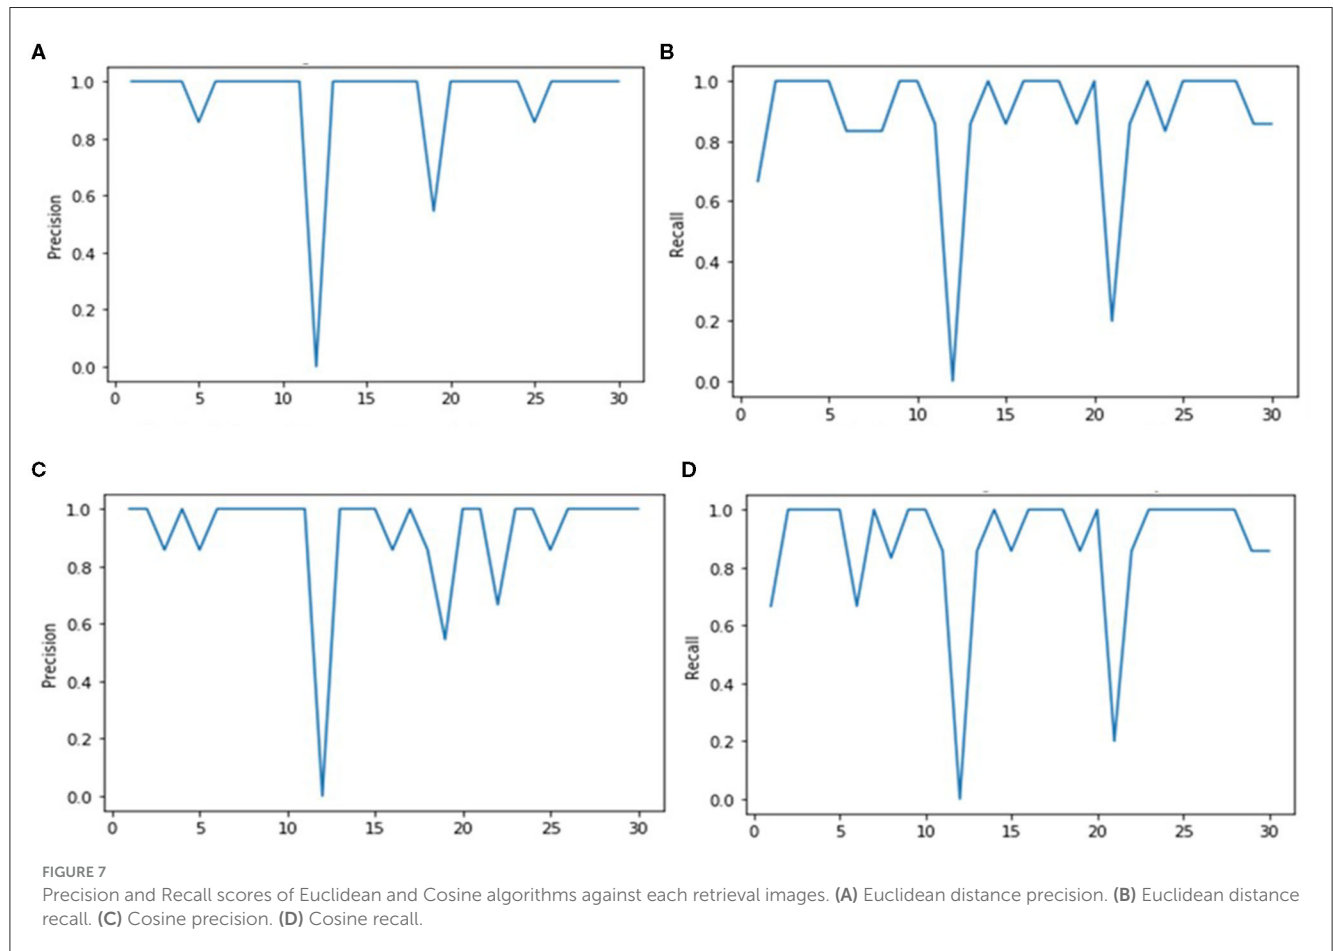 A
1.0
0.8
0.6
0.4
0.2
0.0
Precision
0 5 10 15 20 25 30
B
1.0
0.8
0.6
0.4
0.2
0.0
Recall
0 5 10 15 20 25 30
C
1.0
0.8
0.6
0.4
0.2
0.0
Precision
0 5 10 15 20 25 30
D
1.0
0.8
0.6
0.4
0.2
0.0
Recall
0 5 10 15 20 25 30
FIGURE 7
Precision and Recall scores of Euclidean and Cosine algorithms against each retrieval images. (A) Euclidean distance precision. (B) Euclidean distance
recall. (C) Cosine precision. (D) Cosine recall.